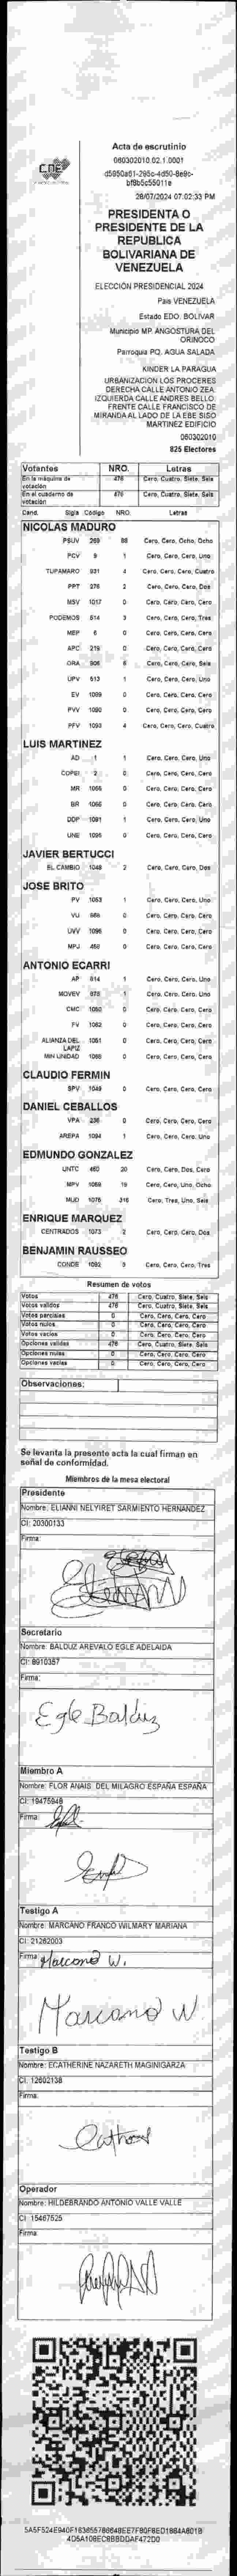 Acta de escrutinio
CNE
080302010.02.1.0001
28/07/2024 07:02:33 PM
PRESIDENTA O
PRESIDENTE DE LA
REPUBLICA
BOLIVARIANA DE
VENEZUELA
ELECCIÓN PRESIDENCIAL 2024
Pais VENEZUELA
Estado EDO. BOLIVAR
Municipio MP. ANGOSTURA DEL
ORINOCO
Parroquia PQ. AGUA SALADA
KINDER LA PARAGUA
URBANIZACION LOS PROCERES
DERECHA CALLE ANTONIO ZEA.
IZQUIERDA CALLE ANDRES BELLO.
FRENTE CALLE FRANCISCO DE
MIRANDA AL LADO DE LA EBE SISO
MARTINEZ EDIFICIO
060302010
825 Electores
Votantes NRO. Letras
En la máquina de votación 476 Cero, Cuatro, Siete, Seis
En el cuaderno de votación 476 Cero, Cuatro, Siete, Seis
Cand. Sigla Código NRO. Letras
NICOLAS MADURO
PSUV 269 88 Cero, Cero, Ocho, Ocho
PCV 9 1 Cero, Cero, Cero, Uno
TUPAMARO 931 4 Cero, Cero, Cero, Cuatro
PPT 276 2 Cero, Cero, Cero, Dos
MSV 1017 0 Cero, Cero, Cero, Cero
PODEMOS 514 3 Cero, Cero, Cero, Tres
MEP 6 0 Cero, Cero, Cero, Cero
APC 219 0 Cero, Cero, Cero, Cero
ORA 906 6 Cero, Cero, Cero, Seis
UPV 613 1 Cero, Cero, Cero, Uno
EV 1009 0 Cero, Cero, Cero, Cero
PVV 1090 0 Cero, Cero, Cero, Cero
PFV 1093 4 Cero, Cero, Cero, Cuatro
LUIS MARTINEZ
AD 1 1 Cero, Cero, Cero, Uno
COPEI 2 0 Cero, Cero, Cero, Cero
MR 1068 0 Cero, Cero, Cero, Cero
BR 1066 0 Cero, Cero, Cero, Cero
DDP 1091 1 Cero, Cero, Cero, Uno
UNE 1095 0 Cero, Cero, Cero, Cero
JAVIER BERTUCCI
EL CAMBIO 1048 2 Cero, Cero, Cero, Dos
JOSE BRITO
PV 1053 1 Cero, Cero, Cero, Uno
VU 868 0 Cero, Cero, Cero, Cero
UVV 1096 0 Cero, Cero, Cero, Cero
MPJ 458 0 Cero, Cero, Cero, Cero
ANTONIO ECARRI
AP 814 1 Cero, Cero, Cero, Uno
MOVEV 875 1 Cero, Cero, Cero, Uno
CMC 1050 0 Cero, Cero, Cero, Cero
FV 1062 0 Cero, Cero, Cero, Cero
ALIANZA DEL LAPIZ 1051 0 Cero, Cero, Cero, Cero
MIN UNIDAD 1088 0 Cero, Cero, Cero, Cero
CLAUDIO FERMIN
SPV 1049 0 Cero, Cero, Cero, Cero
DANIEL CEBALLOS
VPA 236 0 Cero, Cero, Cero, Cero
AREPA 1094 1 Cero, Cero, Cero, Uno
EDMUNDO GONZALEZ
UNTC 460 20 Cero, Cero, Dos, Cero
MPV 1068 18 Cero, Cero, Uno, Ocho
MUD 1076 316 Cero, Tres, Uno, Seis
ENRIQUE MARQUEZ
CENTRADOS 1073 2 Cero, Cero, Cero, Dos
BENJAMIN RAUSSEO
CONDE 1092 3 Cero, Cero, Cero, Tres
Resumen de votos
Votos 476 Cero, Cuatro, Siete, Seis
Votos validos 476 Cero, Cuatro, Siete, Seis
Votos parciales 0 Cero, Cero, Cero, Cero
Votos nulos 0 Cero, Cero, Cero, Cero
Votos vacíos 0 Cero, Cero, Cero, Cero
Opciones validas 476 Cero, Cuatro, Siete, Seis
Opciones nulas 0 Cero, Cero, Cero, Cero
Opciones vacías 0 Cero, Cero, Cero, Cero
Observaciones:
Se levanta la presente acta la cual firman en
señal de conformidad.
Miembros de la mesa electoral
Presidente
Nombre: ELIANNI NELYIRET SARMIENTO HERNANDEZ
CI: 20300133
Firma:
Secretario
Nombre: BALDUZ AREVALO EGLE ADELAIDA
CI: 8910357
Firma:
Egle Balduz
Miembro A
Nombre: FLOR ANAIS. DEL MILAGRO ESPAÑA ESPAÑA
CI: 19475948
Firma:
Testigo A
Nombre: MARCANO FRANCO WILMARY MARIANA
CI: 21262003
Firma: Marcano W.
Marcano W
Testigo B
Nombre: ECATHERINE NAZARETH MAGINIGARZA
CI: 12602138
Firma:
Operador
Nombre: HILDEBRANDO ANTONIO VALLE VALLE
CI: 15467525
Firma: